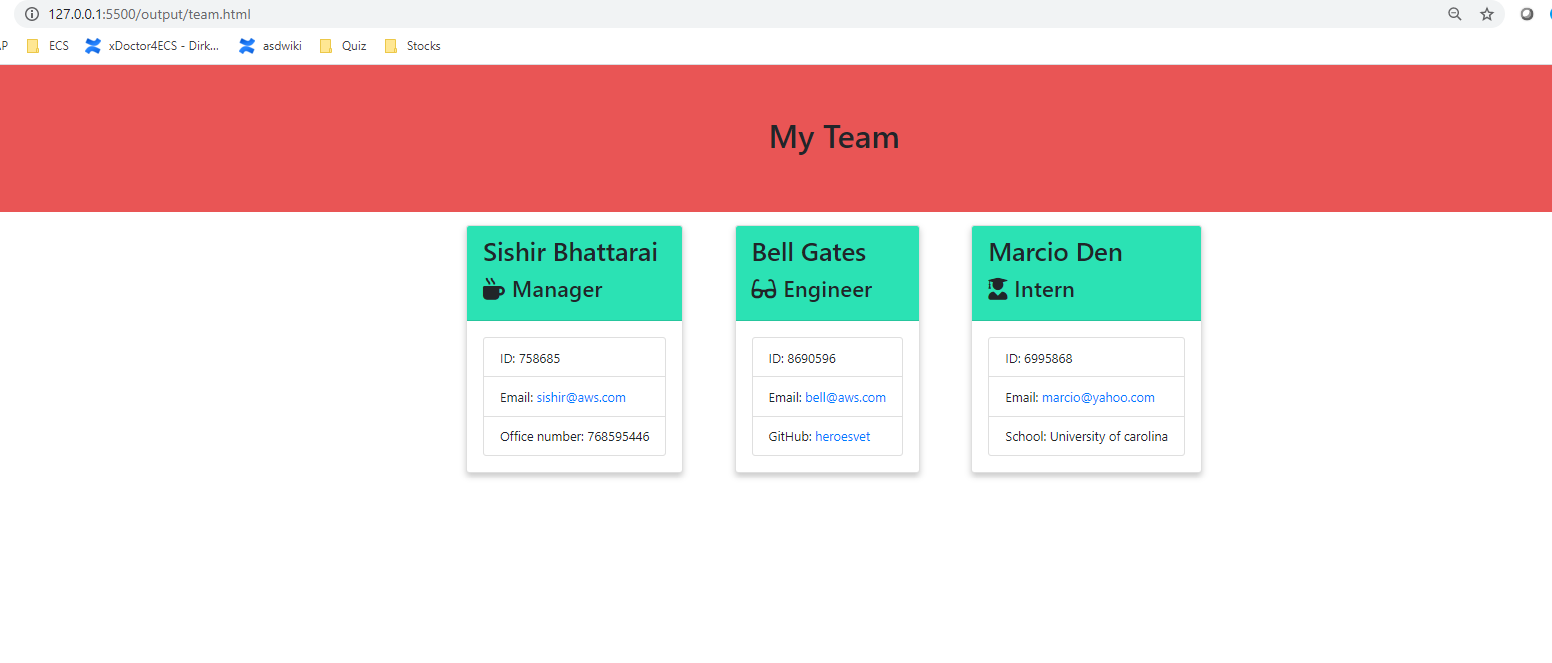 127.0.0.1:5500/output/team.html
P ECS xDoctor4ECS - Dirk... asdwiki Quiz Stocks
My Team
Sishir Bhattarai
Manager
ID: 758685
Email: sishir@aws.com
Office number: 768595446
Bell Gates
Engineer
ID: 8690596
Email: bell@aws.com
GitHub: heroesvet
Marcio Den
Intern
ID: 6995868
Email: marcio@yahoo.com
School: University of carolina